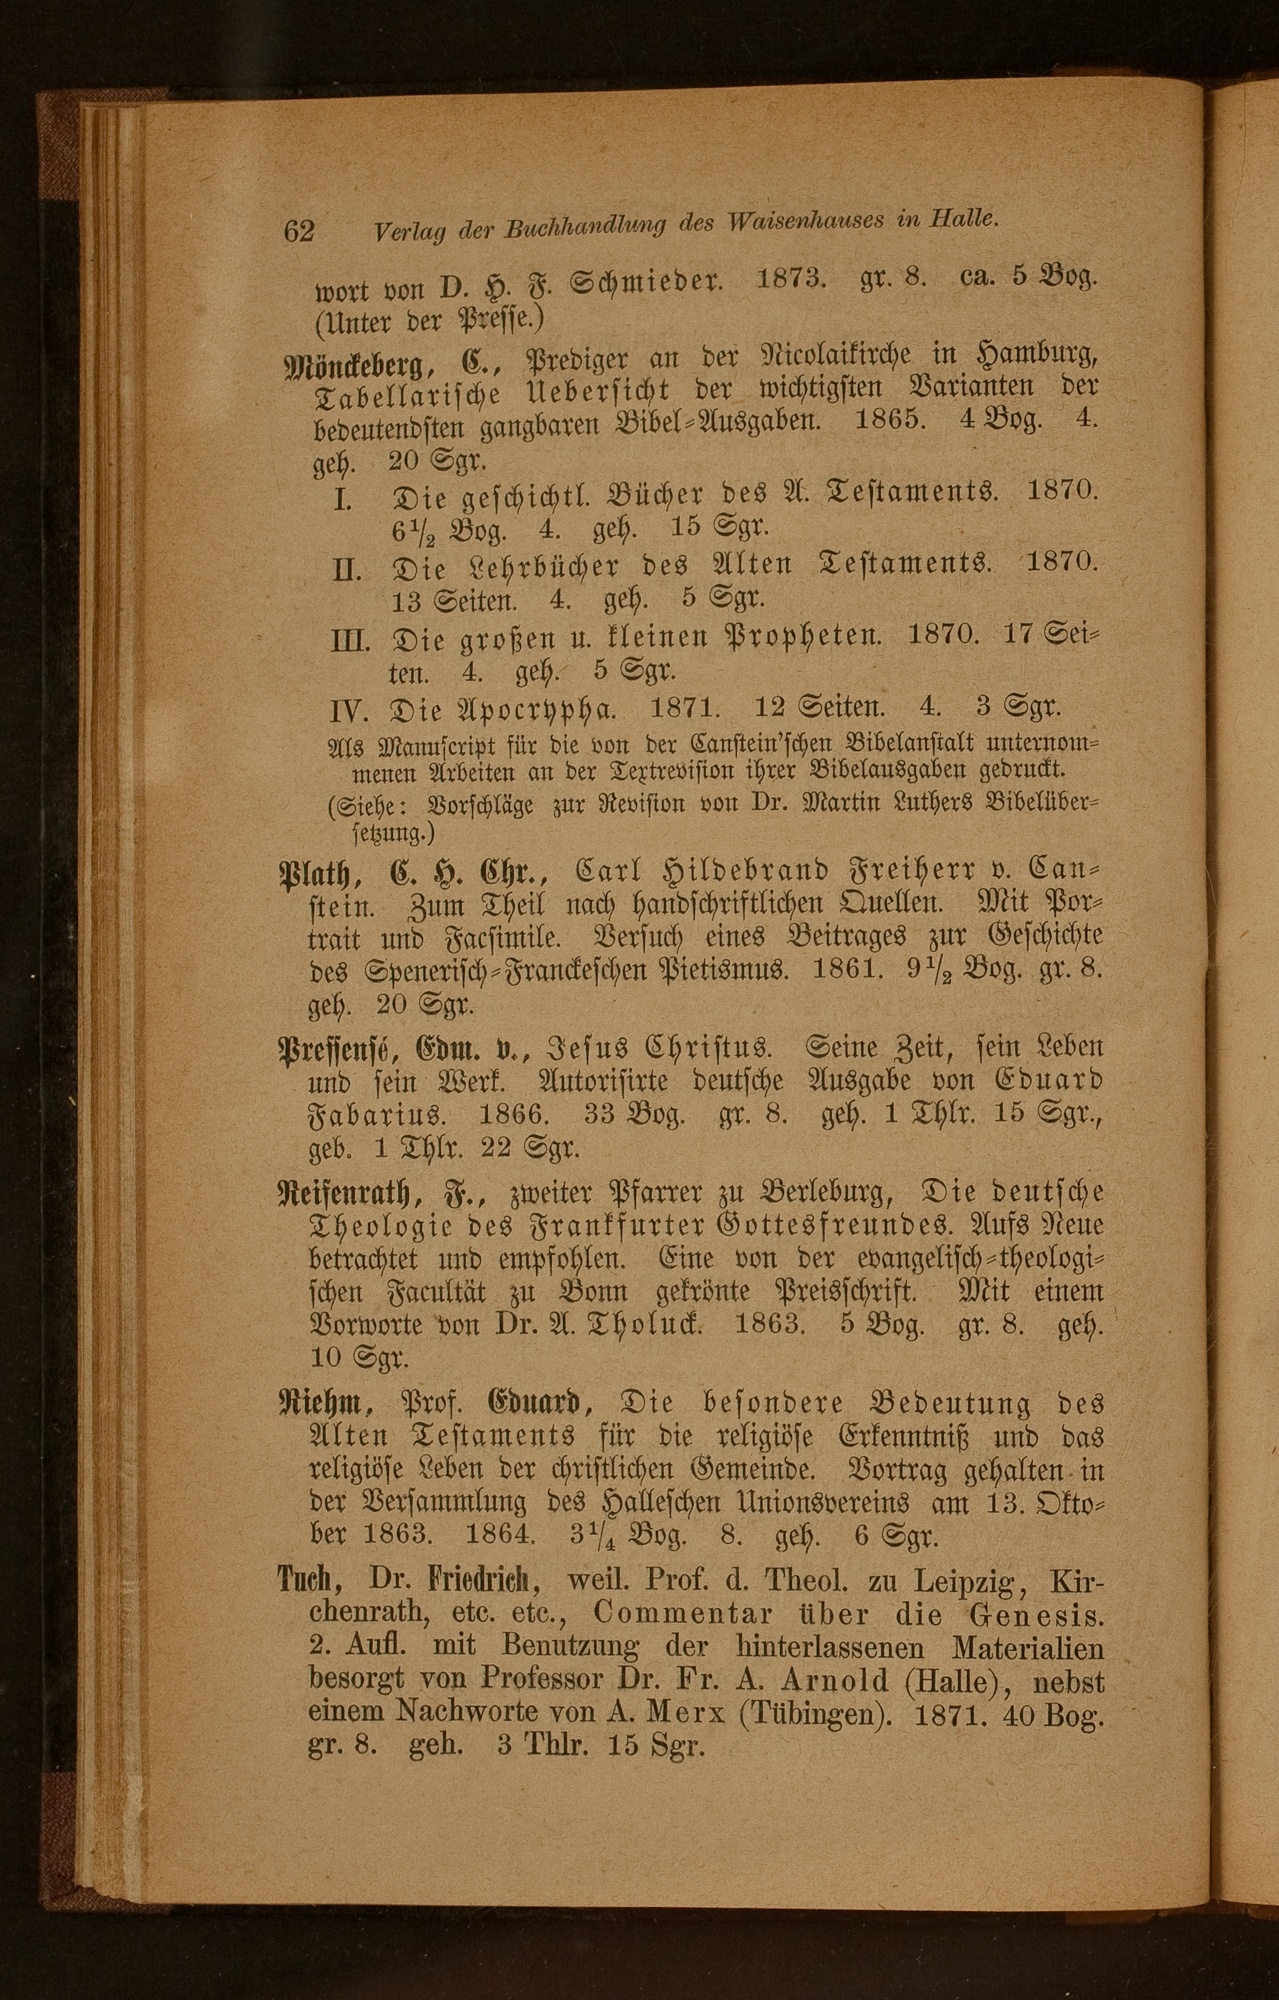 62 Verlag der Buchhandlung des Waisenhauses in Halle.
wort von D. H. F. Schmieder. 1873. gr. 8. ca. 5 Bog.
(Unter der Presse.)
Mönckeberg, C., Prediger an der Nicolaikirche in Hamburg,
Tabellarische Uebersicht der wichtigsten Varianten der
bedeutendsten gangbaren Bibel-Ausgaben. 1865. 4 Bog. 4.
geh. 20 Sgr.
I. Die geschichtl. Bücher des A. Testaments. 1870.
6 1/2 Bog. 4. geh. 15 Sgr.
II. Die Lehrbücher des Alten Testaments. 1870.
13 Seiten. 4. geh. 5 Sgr.
III. Die großen u. kleinen Propheten. 1870. 17 Sei-
ten. 4. geh. 5 Sgr.
IV. Die Apocrypha. 1871. 12 Seiten. 4. 3 Sgr.
Als Manuscript für die von der Canstein'schen Bibelanstalt unternom-
menen Arbeiten an der Textrevision ihrer Bibelausgaben gedruckt.
(Siehe: Vorschläge zur Revision von Dr. Martin Luthers Bibelüber-
setzung.)
Plath, C. H. Chr., Carl Hildebrand Freiherr v. Can-
stein. Zum Theil nach handschriftlichen Quellen. Mit Por-
trait und Facsimile. Versuch eines Beitrages zur Geschichte
des Spenerisch-Franckeschen Pietismus. 1861. 9 1/2 Bog. gr. 8.
geh. 20 Sgr.
Pressensé, Edm. v., Jesus Christus. Seine Zeit, sein Leben
und sein Werk. Autorisirte deutsche Ausgabe von Eduard
Fabarius. 1866. 33 Bog. gr. 8. geh. 1 Thlr. 15 Sgr.,
geb. 1 Thlr. 22 Sgr.
Reifenrath, F., zweiter Pfarrer zu Berleburg, Die deutsche
Theologie des Frankfurter Gottesfreundes. Aufs Neue
betrachtet und empfohlen. Eine von der evangelisch-theologi-
schen Facultät zu Bonn gekrönte Preisschrift. Mit einem
Vorworte von Dr. A. Tholuck. 1863. 5 Bog. gr. 8. geh.
10 Sgr.
Riehm, Prof. Eduard, Die besondere Bedeutung des
Alten Testaments für die religiöse Erkenntniß und das
religiöse Leben der christlichen Gemeinde. Vortrag gehalten in
der Versammlung des Halleschen Unionsvereins am 13. Okto-
ber 1863. 1864. 3 1/4 Bog. 8. geh. 6 Sgr.
Tuch, Dr. Friedrich, weil. Prof. d. Theol. zu Leipzig, Kir-
chenrath, etc. etc., Commentar über die Genesis.
2. Aufl. mit Benutzung der hinterlassenen Materialien
besorgt von Professor Dr. Fr. A. Arnold (Halle), nebst
einem Nachworte von A. Merx (Tübingen). 1871. 40 Bog.
gr. 8. geh. 3 Thlr. 15 Sgr.